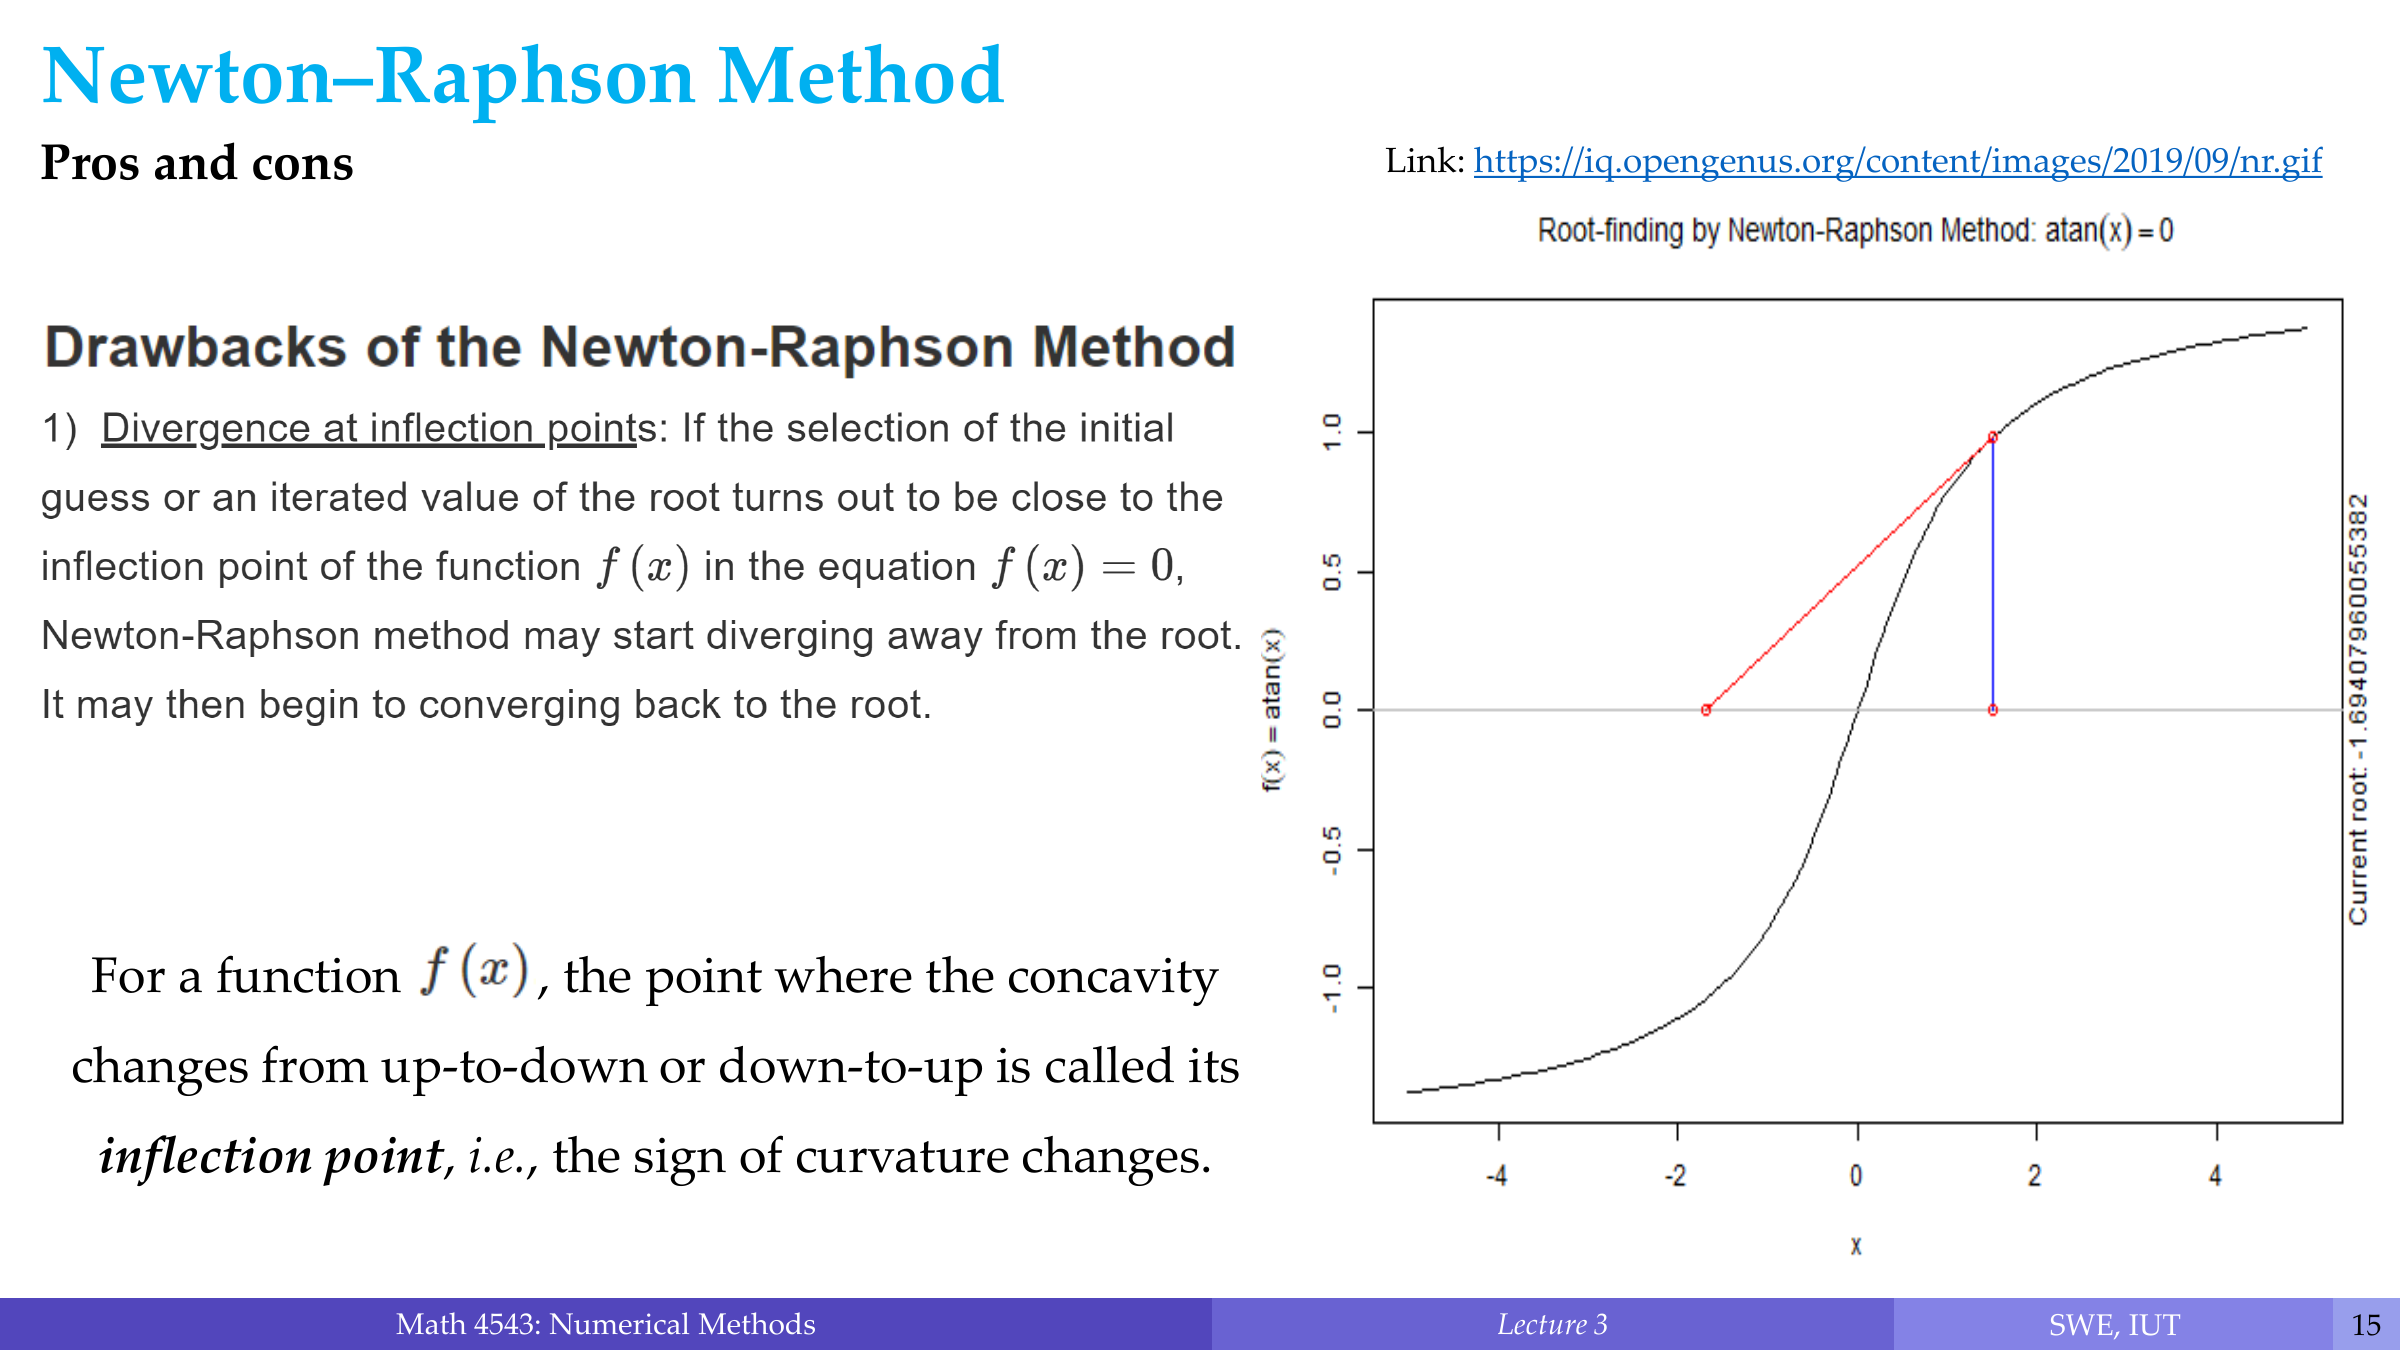 Newton–Raphson Method
Pros and cons
Link: https://iq.opengenus.org/content/images/2019/09/nr.gif
Drawbacks of the Newton-Raphson Method
1) Divergence at inflection points: If the selection of the initial
guess or an iterated value of the root turns out to be close to the
inflection point of the function f (x) in the equation f (x) = 0,
Newton-Raphson method may start diverging away from the root.
It may then begin to converging back to the root.
For a function f (x) , the point where the concavity
changes from up-to-down or down-to-up is called its
inflection point, i.e., the sign of curvature changes.
Root-finding by Newton-Raphson Method: atan(x) = 0
f(x) = atan(x)
1.0
0.5
0.0
-0.5
-1.0
-4 -2 0 2 4
x
Current root: -1.69407960055382
Math 4543: Numerical Methods
Lecture 3
SWE, IUT
15